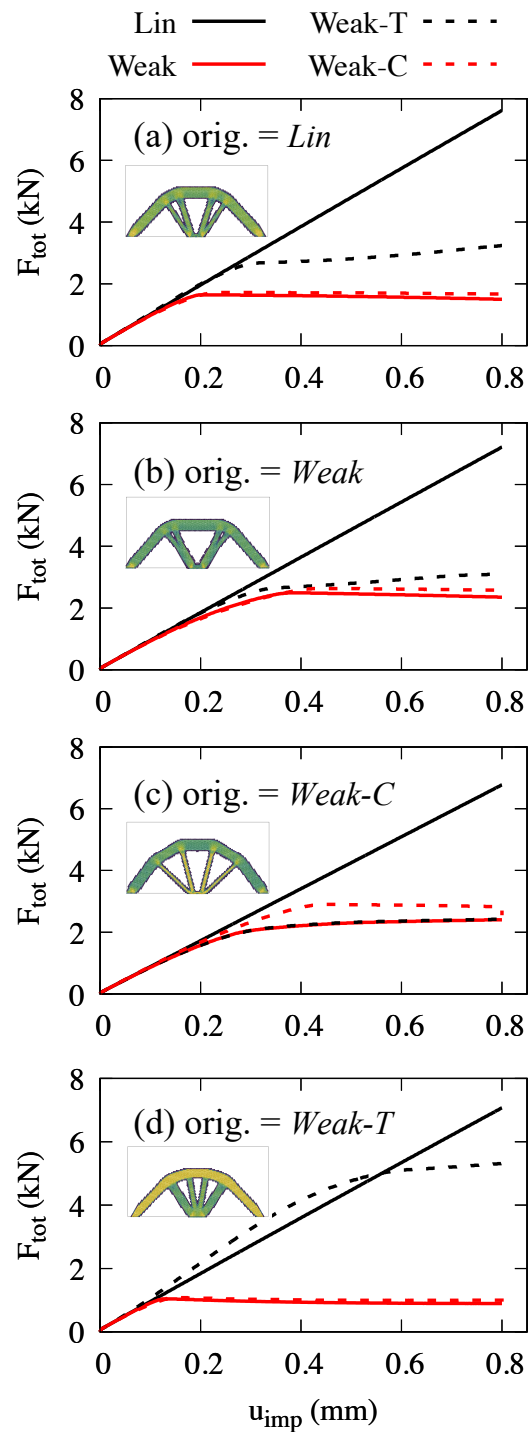 Lin Weak-T
Weak Weak-C
(a) orig. = Lin
F_tot (kN)
8
6
4
2
0
0 0.2 0.4 0.6 0.8
(b) orig. = Weak
F_tot (kN)
8
6
4
2
0
0 0.2 0.4 0.6 0.8
(c) orig. = Weak-C
F_tot (kN)
8
6
4
2
0
0 0.2 0.4 0.6 0.8
(d) orig. = Weak-T
F_tot (kN)
8
6
4
2
0
0 0.2 0.4 0.6 0.8
u_imp (mm)